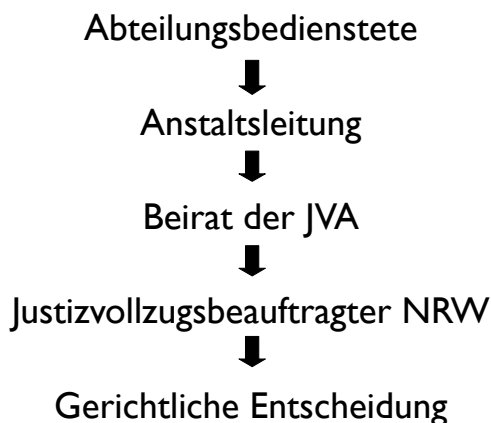 Abteilungsbedienstete
Anstaltsleitung
Beirat der JVA
Justizvollzugsbeauftragter NRW
Gerichtliche Entscheidung